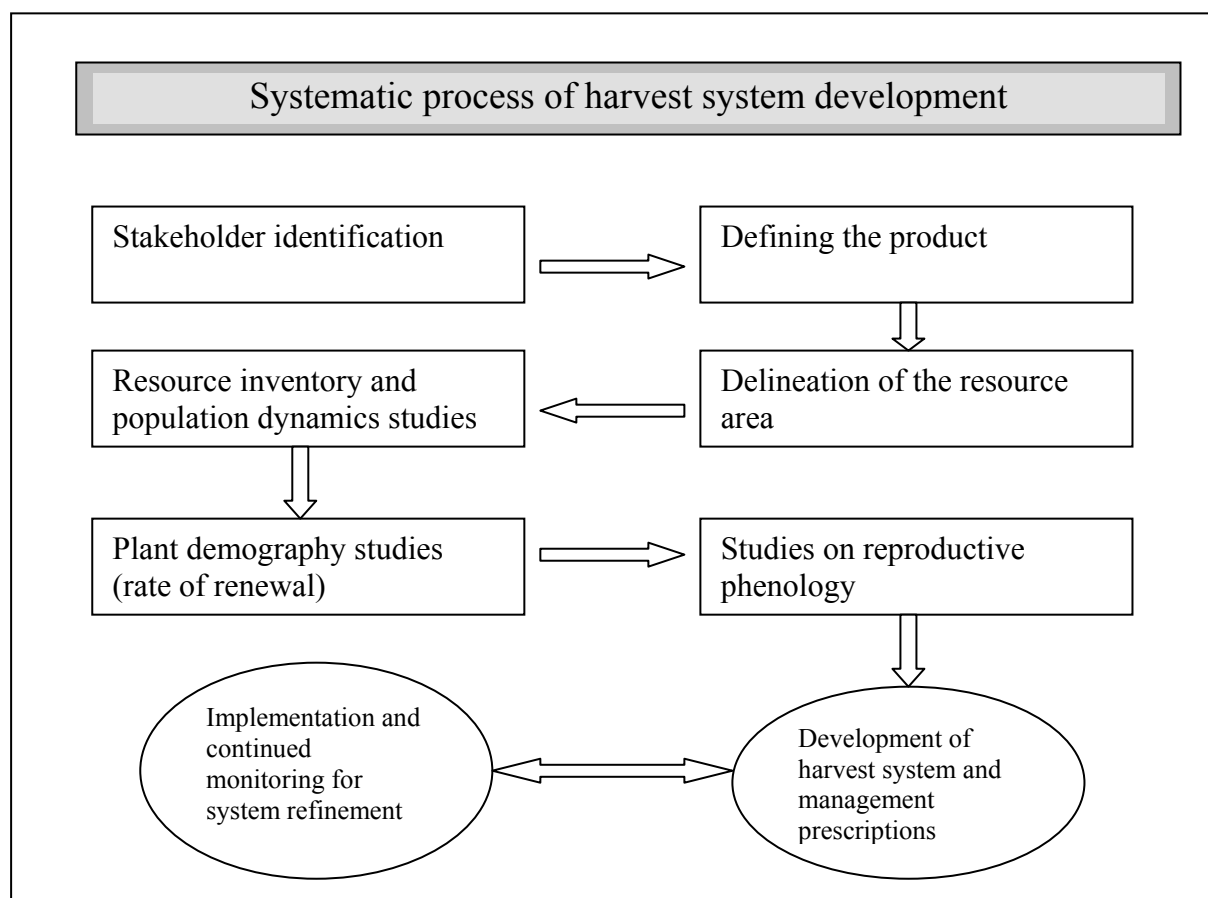 Systematic process of harvest system development
Stakeholder identification
Defining the product
Resource inventory and
population dynamics studies
Delineation of the resource
area
Plant demography studies
(rate of renewal)
Studies on reproductive
phenology
Implementation and
continued
monitoring for
system refinement
Development of
harvest system and
management
prescriptions